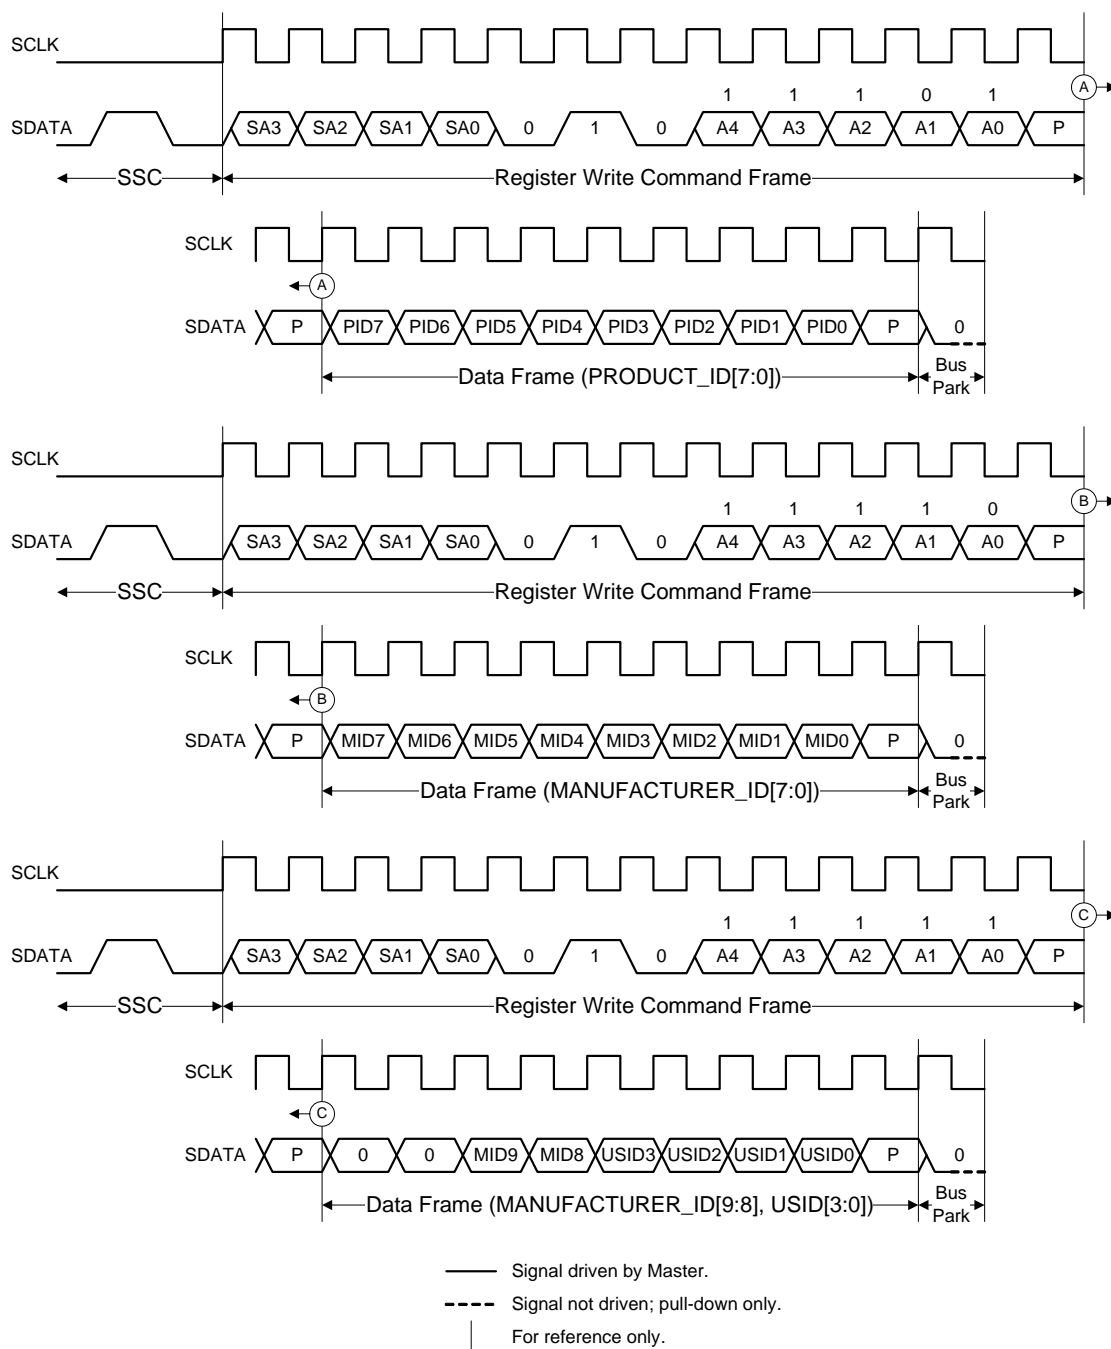 SCLK
1 1 1 0 1 A
SDATA SA3 SA2 SA1 SA0 0 1 0 A4 A3 A2 A1 A0 P
SSC Register Write Command Frame
SCLK
A
SDATA P PID7 PID6 PID5 PID4 PID3 PID2 PID1 PID0 P 0
Data Frame (PRODUCT_ID[7:0]) Bus
Park
SCLK
1 1 1 1 0 B
SDATA SA3 SA2 SA1 SA0 0 1 0 A4 A3 A2 A1 A0 P
SSC Register Write Command Frame
SCLK
B
SDATA P MID7 MID6 MID5 MID4 MID3 MID2 MID1 MID0 P 0
Data Frame (MANUFACTURER_ID[7:0]) Bus
Park
SCLK
1 1 1 1 1 C
SDATA SA3 SA2 SA1 SA0 0 1 0 A4 A3 A2 A1 A0 P
SSC Register Write Command Frame
SCLK
C
SDATA P 0 0 MID9 MID8 USID3 USID2 USID1 USID0 P 0
Data Frame (MANUFACTURER_ID[9:8], USID[3:0]) Bus
Park
Signal driven by Master.
Signal not driven; pull-down only.
For reference only.